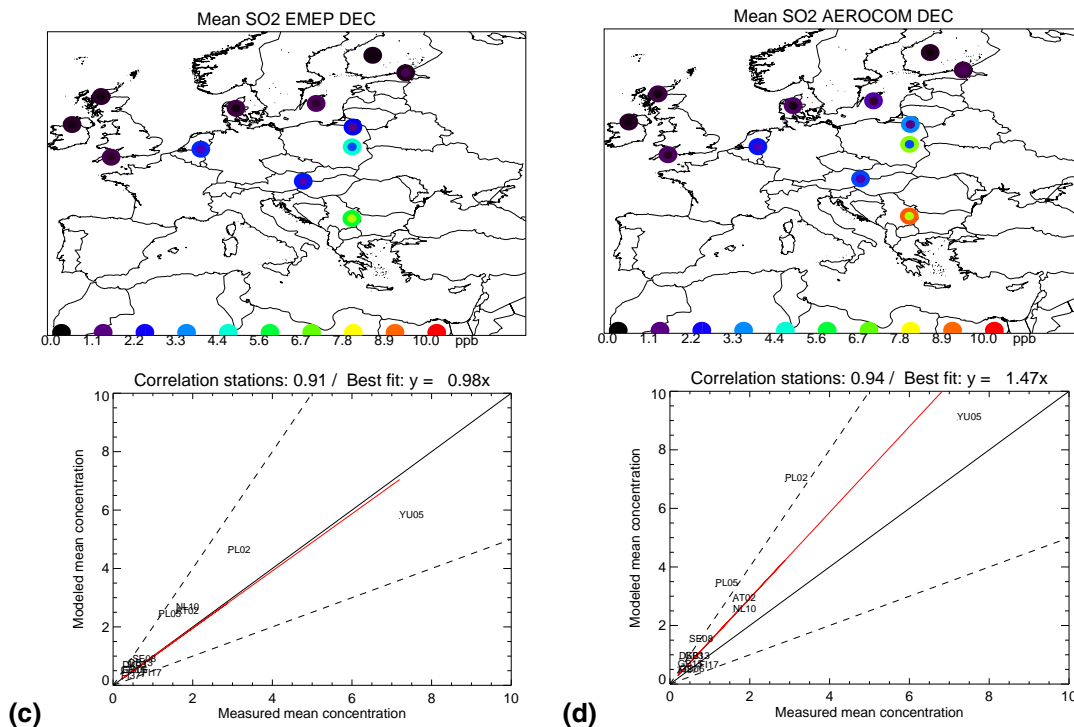 Mean SO2 EMEP DEC
0.0 1.1 2.2 3.3 4.4 5.6 6.7 7.8 8.9 10.0 ppb
Correlation stations: 0.91 / Best fit: y = 0.98x
10
8
6
4
2
0
Modeled mean concentration
YU05
PL02
NL10
AT02
PL05
SE08
FI17
0 2 4 6 8 10
Measured mean concentration
(c)
Mean SO2 AEROCOM DEC
0.0 1.1 2.2 3.3 4.4 5.6 6.7 7.8 8.9 10.0 ppb
Correlation stations: 0.94 / Best fit: y = 1.47x
10
8
6
4
2
0
Modeled mean concentration
YU05
PL02
PL05
AT02
NL10
SE08
FI17
0 2 4 6 8 10
Measured mean concentration
(d)